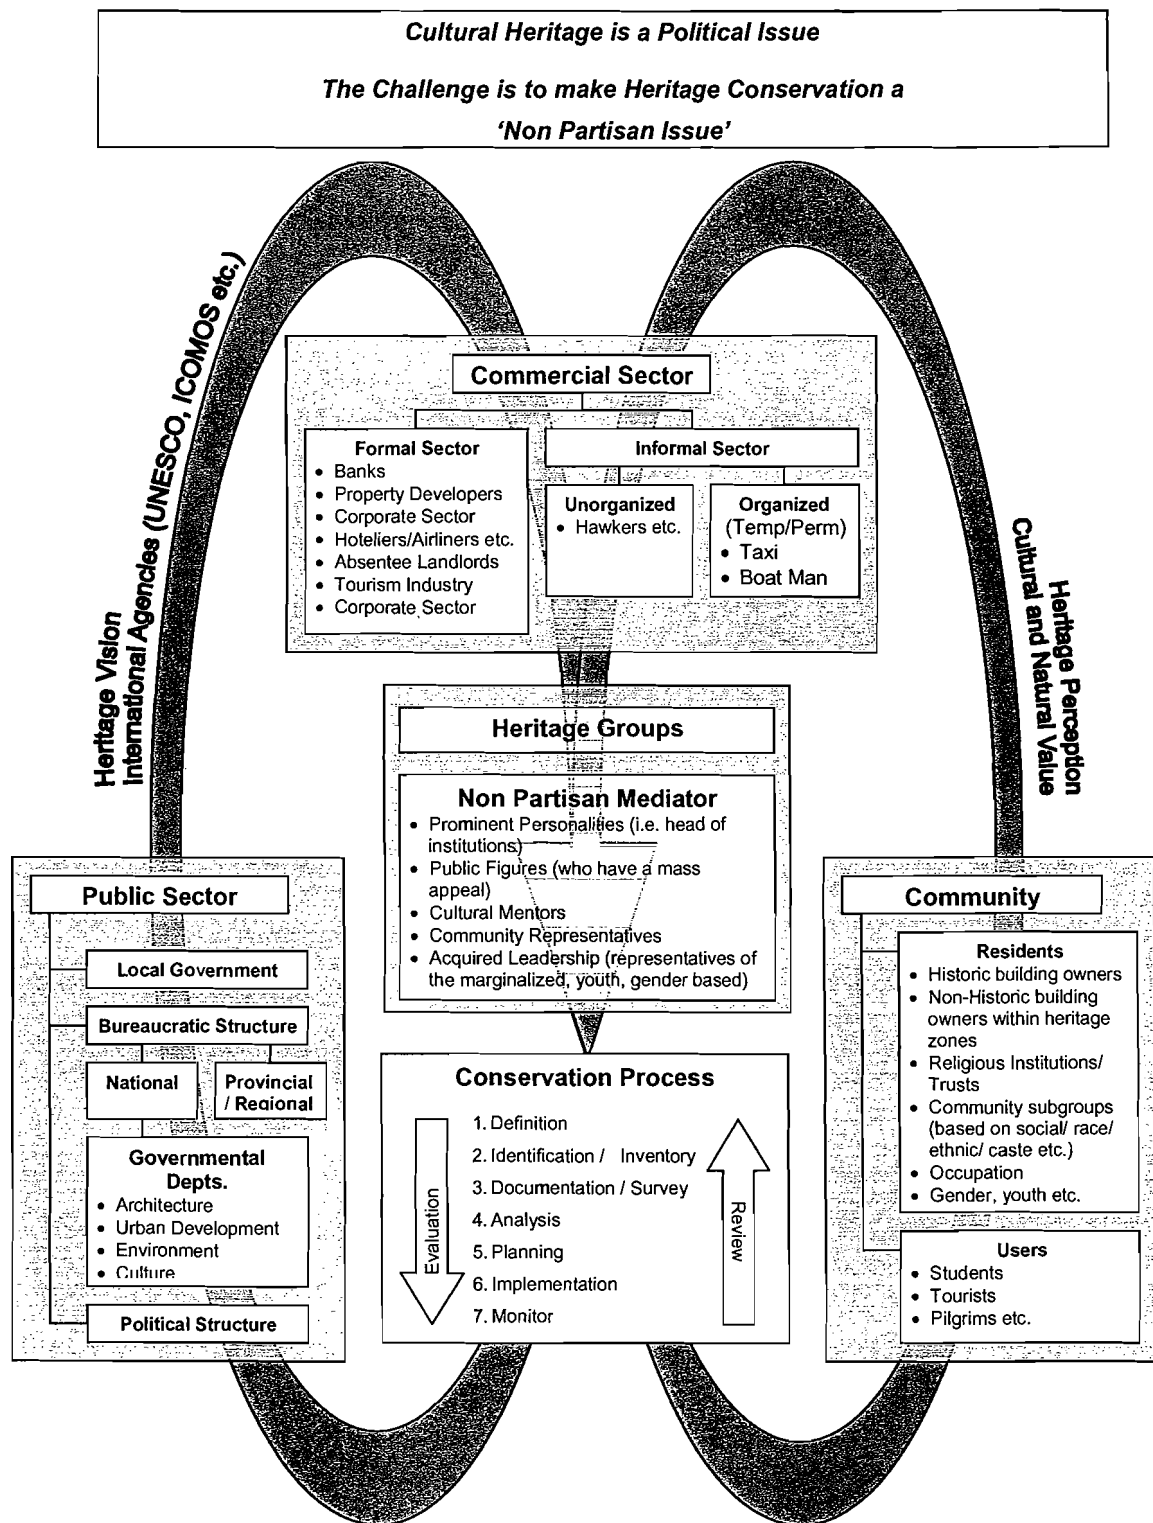 Cultural Heritage is a Political Issue
The Challenge is to make Heritage Conservation a
‘Non Partisan Issue’
Heritage Vision
International Agencies (UNESCO, ICOMOS etc.)
Commercial Sector
Formal Sector
• Banks
• Property Developers
• Corporate Sector
• Hoteliers/Airliners etc.
• Absentee Landlords
• Tourism Industry
• Corporate Sector
Informal Sector
Unorganized
• Hawkers etc.
Organized
(Temp/Perm)
• Taxi
• Boat Man
Heritage Perception
Cultural and Natural Value
Heritage Groups
Non Partisan Mediator
• Prominent Personalities (i.e. head of
institutions)
• Public Figures (who have a mass
appeal)
• Cultural Mentors
• Community Representatives
• Acquired Leadership (representatives of
the marginalized, youth, gender based)
Public Sector
Local Government
Bureaucratic Structure
National
Provincial
/ Regional
Governmental
Depts.
• Architecture
• Urban Development
• Environment
• Culture
Political Structure
Conservation Process
Evaluation
1. Definition
2. Identification / Inventory
3. Documentation / Survey
4. Analysis
5. Planning
6. Implementation
7. Monitor
Review
Community
Residents
• Historic building owners
• Non-Historic building
owners within heritage
zones
• Religious Institutions/
Trusts
• Community subgroups
(based on social/ race/
ethnic/ caste etc.)
• Occupation
• Gender, youth etc.
Users
• Students
• Tourists
• Pilgrims etc.